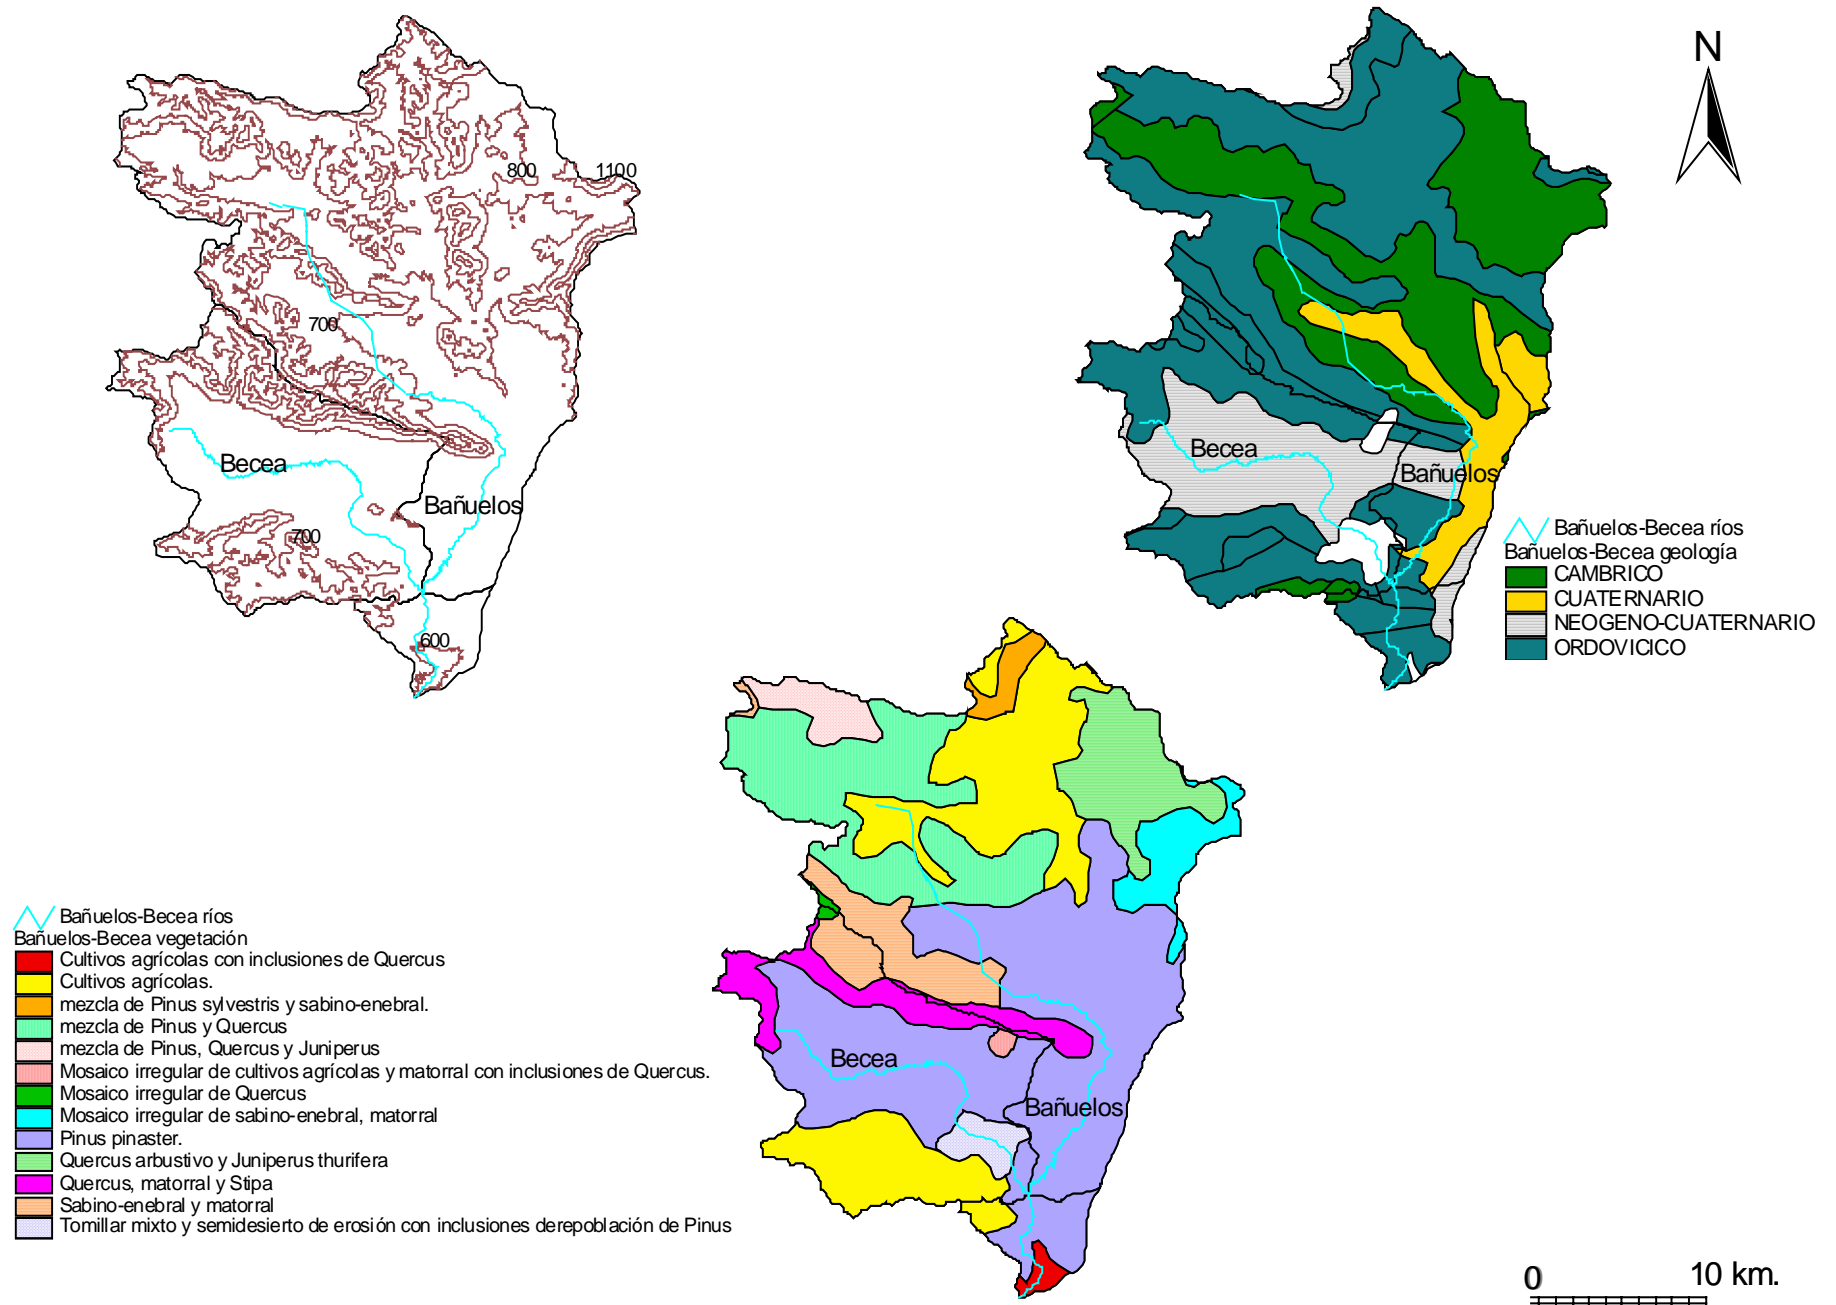 N
800
1100
700
Becea
Bañuelos
700
600
Becea
Bañuelos
Bañuelos-Becea ríos
Bañuelos-Becea geología
CAMBRICO
CUATERNARIO
NEOGENO-CUATERNARIO
ORDOVICICO
Becea
Bañuelos
Bañuelos-Becea ríos
Bañuelos-Becea vegetación
Cultivos agrícolas con inclusiones de Quercus
Cultivos agrícolas.
mezcla de Pinus sylvestris y sabino-enebral.
mezcla de Pinus y Quercus
mezcla de Pinus, Quercus y Juniperus
Mosaico irregular de cultivos agrícolas y matorral con inclusiones de Quercus.
Mosaico irregular de Quercus
Mosaico irregular de sabino-enebral, matorral
Pinus pinaster.
Quercus arbustivo y Juniperus thurifera
Quercus, matorral y Stipa
Sabino-enebral y matorral
Tomillar mixto y semidesierto de erosión con inclusiones derepoblación de Pinus
0 10 km.